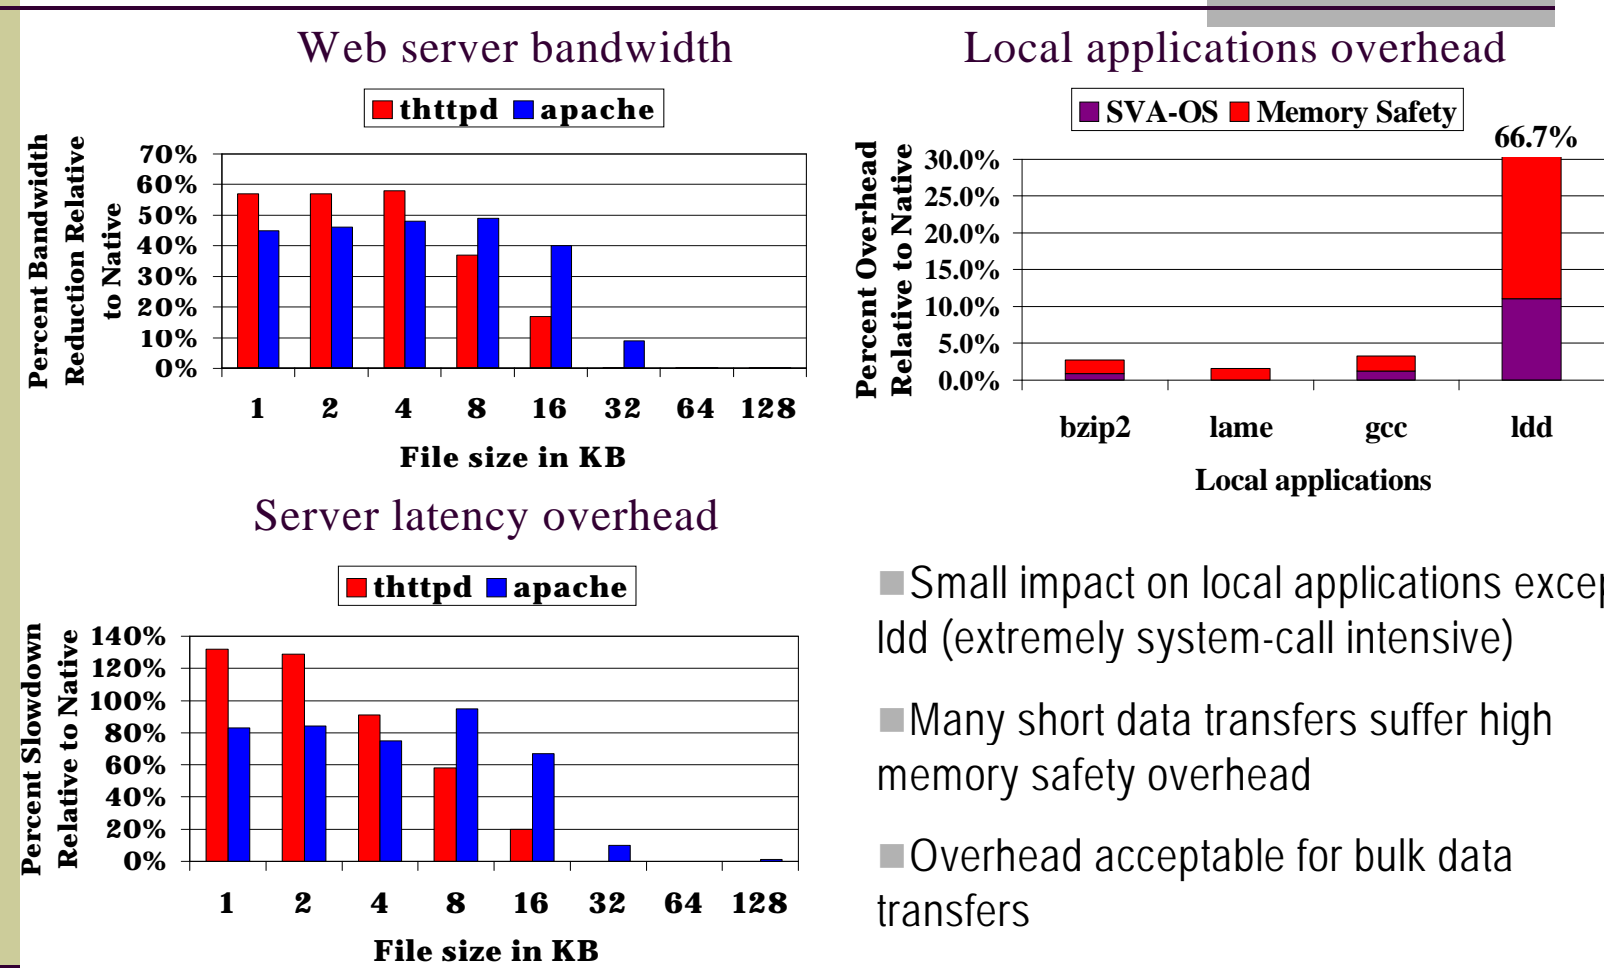 Web server bandwidth
thttpd apache
Percent Bandwidth
Reduction Relative
to Native
70%
60%
50%
40%
30%
20%
10%
0%
1 2 4 8 16 32 64 128
File size in KB
Server latency overhead
thttpd apache
Percent Slowdown
Relative to Native
140%
120%
100%
80%
60%
40%
20%
0%
1 2 4 8 16 32 64 128
File size in KB
Local applications overhead
SVA-OS Memory Safety
66.7%
Percent Overhead
Relative to Native
30.0%
25.0%
20.0%
15.0%
10.0%
5.0%
0.0%
bzip2 lame gcc ldd
Local applications
Small impact on local applications excep
ldd (extremely system-call intensive)
Many short data transfers suffer high
memory safety overhead
Overhead acceptable for bulk data
transfers